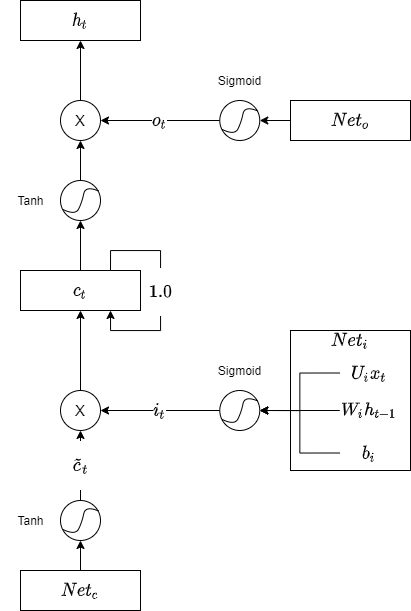 h_t
Sigmoid
X
o_t
Net_o
Tanh
c_t
1.0
Net_i
Sigmoid
U_i x_t
X
i_t
W_i h_{t-1}
b_i
c̃_t
Tanh
Net_c